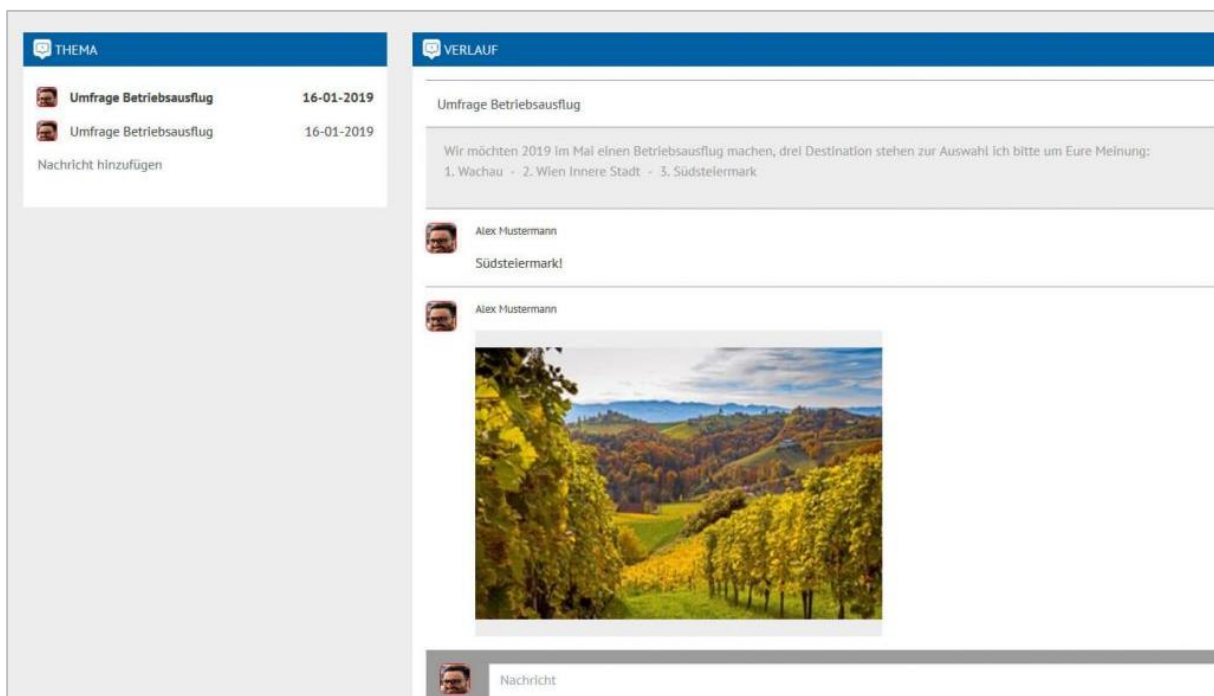 THEMA
Umfrage Betriebsausflug 16-01-2019
Umfrage Betriebsausflug 16-01-2019
Nachricht hinzufügen
VERLAUF
Umfrage Betriebsausflug
Wir möchten 2019 im Mai einen Betriebsausflug machen, drei Destination stehen zur Auswahl ich bitte um Eure Meinung:
1. Wachau - 2. Wien Innere Stadt - 3. Südsteiermark
Alex Mustermann
Südsteiermark!
Alex Mustermann
Nachricht